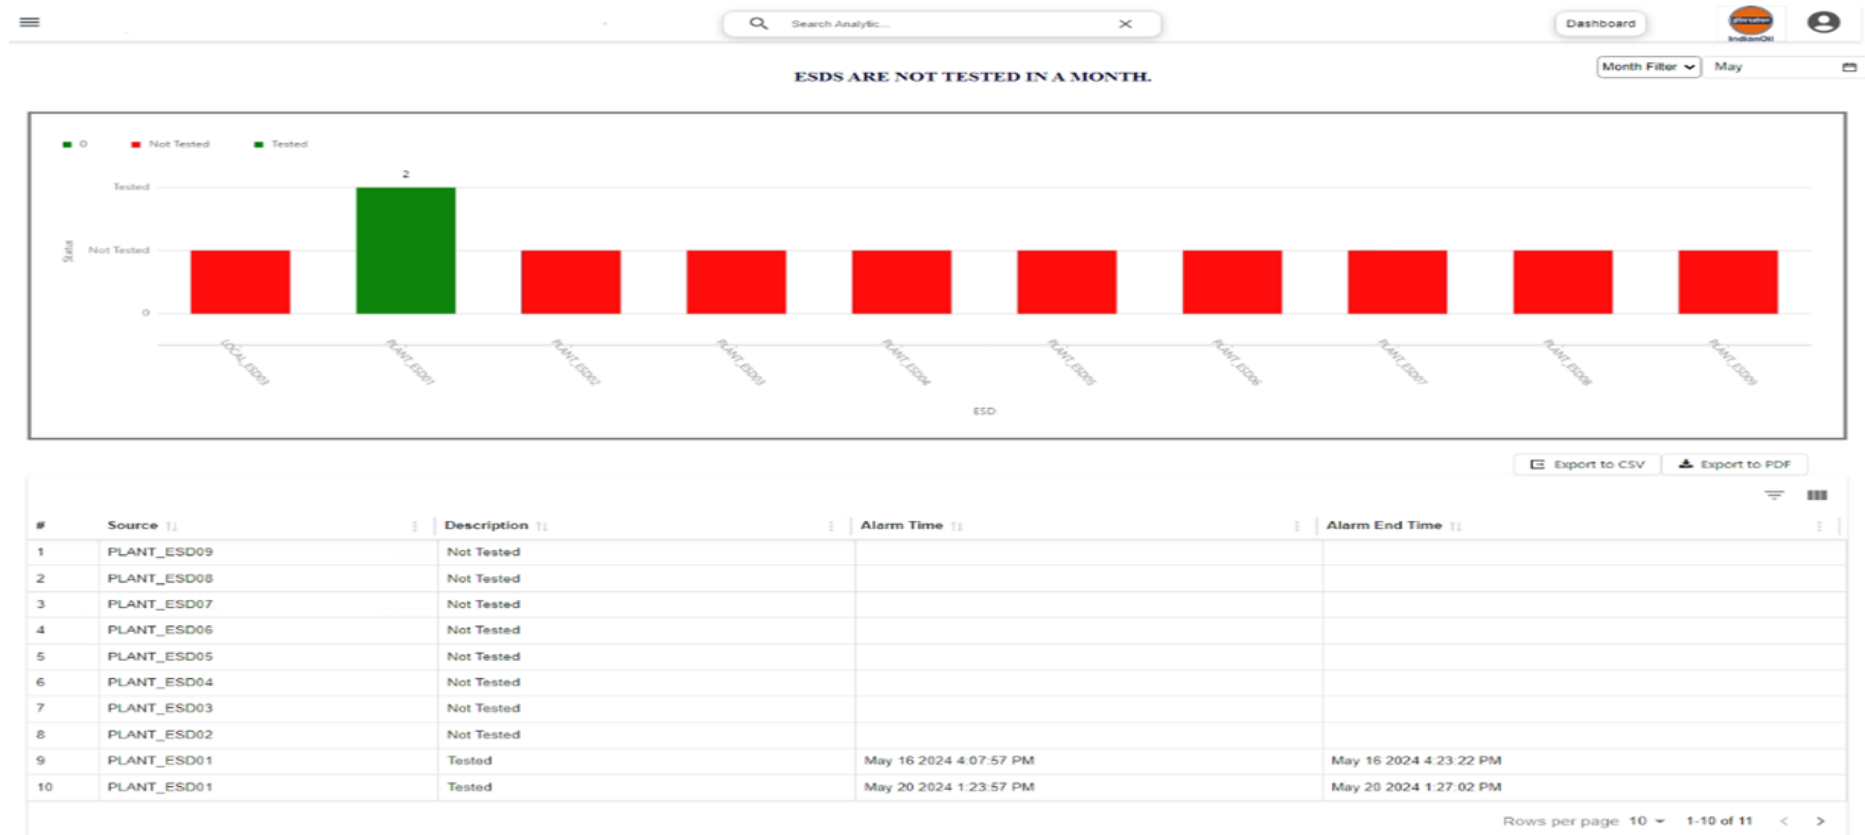 Search Analytic...
Dashboard
IndianOil
ESDS ARE NOT TESTED IN A MONTH.
Month Filter May
0 Not Tested Tested
2
Tested
Not Tested
0
Status
LOCAL_ESD03 PLANT_ESD01 PLANT_ESD02 PLANT_ESD03 PLANT_ESD04 PLANT_ESD05 PLANT_ESD06 PLANT_ESD07 PLANT_ESD08 PLANT_ESD09
ESD
Export to CSV Export to PDF
# Source Description Alarm Time Alarm End Time
1 PLANT_ESD09 Not Tested
2 PLANT_ESD08 Not Tested
3 PLANT_ESD07 Not Tested
4 PLANT_ESD06 Not Tested
5 PLANT_ESD05 Not Tested
6 PLANT_ESD04 Not Tested
7 PLANT_ESD03 Not Tested
8 PLANT_ESD02 Not Tested
9 PLANT_ESD01 Tested May 16 2024 4:07:57 PM May 16 2024 4:23:22 PM
10 PLANT_ESD01 Tested May 20 2024 1:23:57 PM May 20 2024 1:27:02 PM
Rows per page 10 1-10 of 11